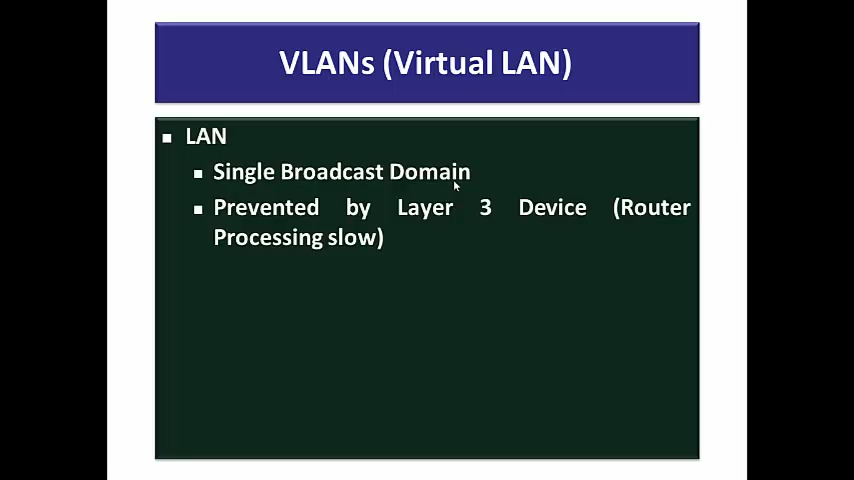 VLANs (Virtual LAN)
LAN
Single Broadcast Domain
Prevented by Layer 3 Device (Router
Processing slow)